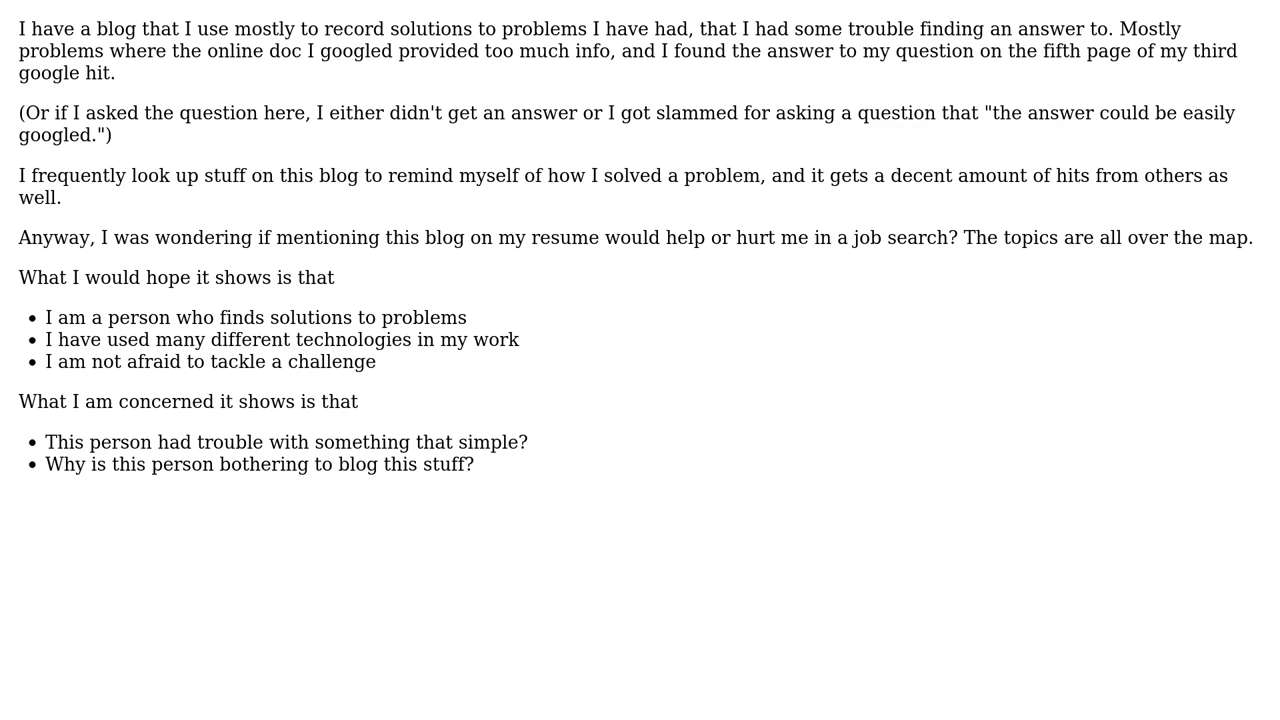 I have a blog that I use mostly to record solutions to problems I have had, that I had some trouble finding an answer to. Mostly
problems where the online doc I googled provided too much info, and I found the answer to my question on the fifth page of my third
google hit.
(Or if I asked the question here, I either didn't get an answer or I got slammed for asking a question that "the answer could be easily
googled.")
I frequently look up stuff on this blog to remind myself of how I solved a problem, and it gets a decent amount of hits from others as
well.
Anyway, I was wondering if mentioning this blog on my resume would help or hurt me in a job search? The topics are all over the map.
What I would hope it shows is that
• I am a person who finds solutions to problems
• I have used many different technologies in my work
• I am not afraid to tackle a challenge
What I am concerned it shows is that
• This person had trouble with something that simple?
• Why is this person bothering to blog this stuff?